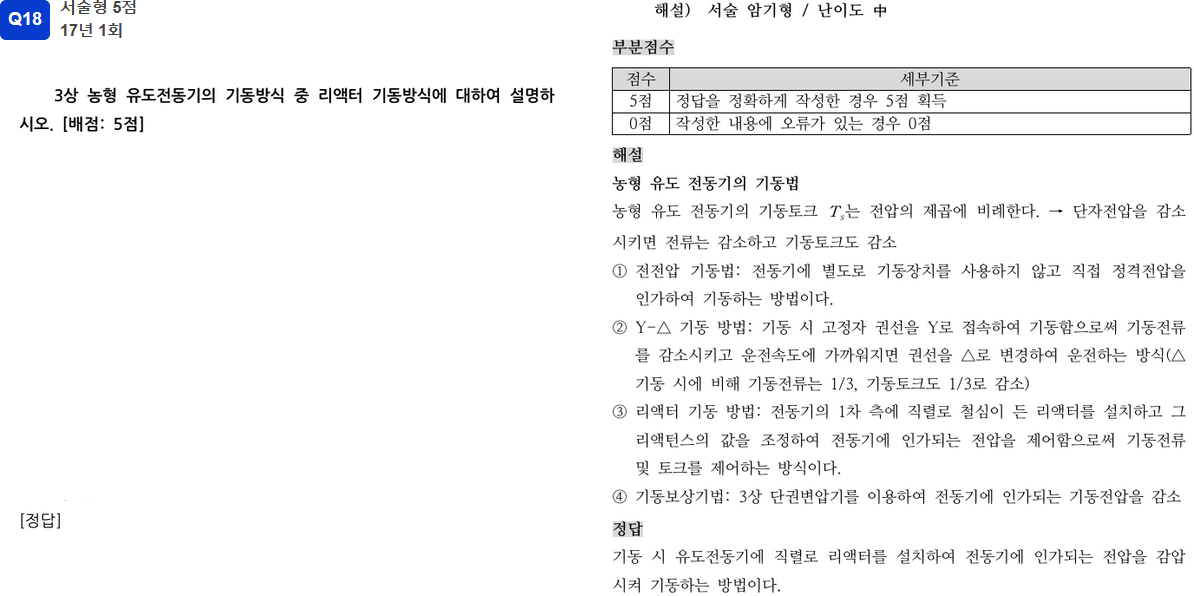 Q18
서술형 5점
17년 1회
3상 농형 유도전동기의 기동방식 중 리액터 기동방식에 대하여 설명하
시오. [배점: 5점]
[정답]
해설) 서술 암기형 / 난이도 中
부분점수
점수 세부기준
5점 정답을 정확하게 작성한 경우 5점 획득
0점 작성한 내용에 오류가 있는 경우 0점
해설
농형 유도 전동기의 기동법
농형 유도 전동기의 기동토크 Ts는 전압의 제곱에 비례한다. → 단자전압을 감소
시키면 전류는 감소하고 기동토크도 감소
① 전전압 기동법: 전동기에 별도로 기동장치를 사용하지 않고 직접 정격전압을
인가하여 기동하는 방법이다.
② Y-△ 기동 방법: 기동 시 고정자 권선을 Y로 접속하여 기동함으로써 기동전류
를 감소시키고 운전속도에 가까워지면 권선을 △로 변경하여 운전하는 방식(△
기동 시에 비해 기동전류는 1/3, 기동토크도 1/3로 감소)
③ 리액터 기동 방법: 전동기의 1차 측에 직렬로 철심이 든 리액터를 설치하고 그
리액턴스의 값을 조정하여 전동기에 인가되는 전압을 제어함으로써 기동전류
및 토크를 제어하는 방식이다.
④ 기동보상기법: 3상 단권변압기를 이용하여 전동기에 인가되는 기동전압을 감소
정답
기동 시 유도전동기에 직렬로 리액터를 설치하여 전동기에 인가되는 전압을 감압
시켜 기동하는 방법이다.